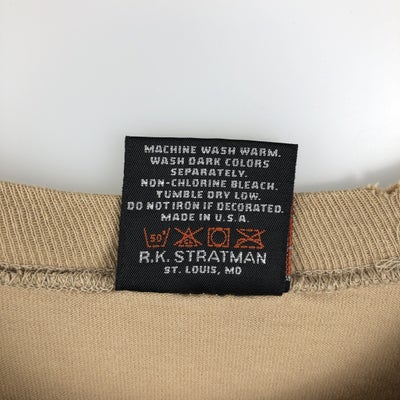 MACHINE WASH WARM.
WASH DARK COLORS
SEPARATELY.
NON-CHLORINE BLEACH.
TUMBLE DRY LOW.
DO NOT IRON IF DECORATED.
MADE IN U.S.A.
50°
R.K. STRATMAN
ST. LOUIS, MO